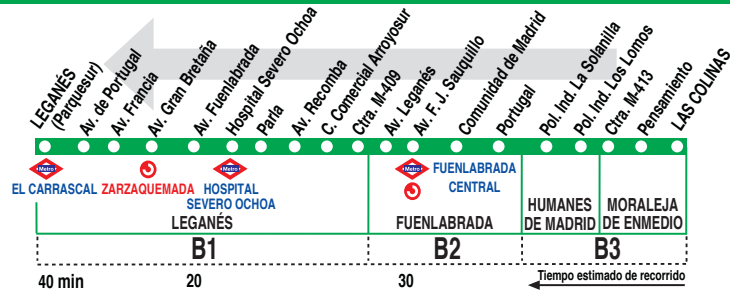 LEGANÉS
(Parquesur)
Av. de Portugal
Av. Francia
Av. Gran Bretaña
Av. Fuenlabrada
Hospital Severo Ochoa
Parla
Av. Recomba
C. Comercial Arroyosur
Ctra. M-409
Av. Leganés
Av. F. J. Sauquillo
Comunidad de Madrid
Portugal
Pol. Ind. La Solanilla
Pol. Ind. Los Lomos
Ctra. M-413
Pensamiento
LAS COLINAS
Metro
Metro
Metro
EL CARRASCAL
ZARZAQUEMADA
HOSPITAL
SEVERO OCHOA
FUENLABRADA
CENTRAL
LEGANÉS
FUENLABRADA
HUMANES
DE MADRID
MORALEJA
DE ENMEDIO
B1
B2
B3
40 min
20
30
Tiempo estimado de recorrido